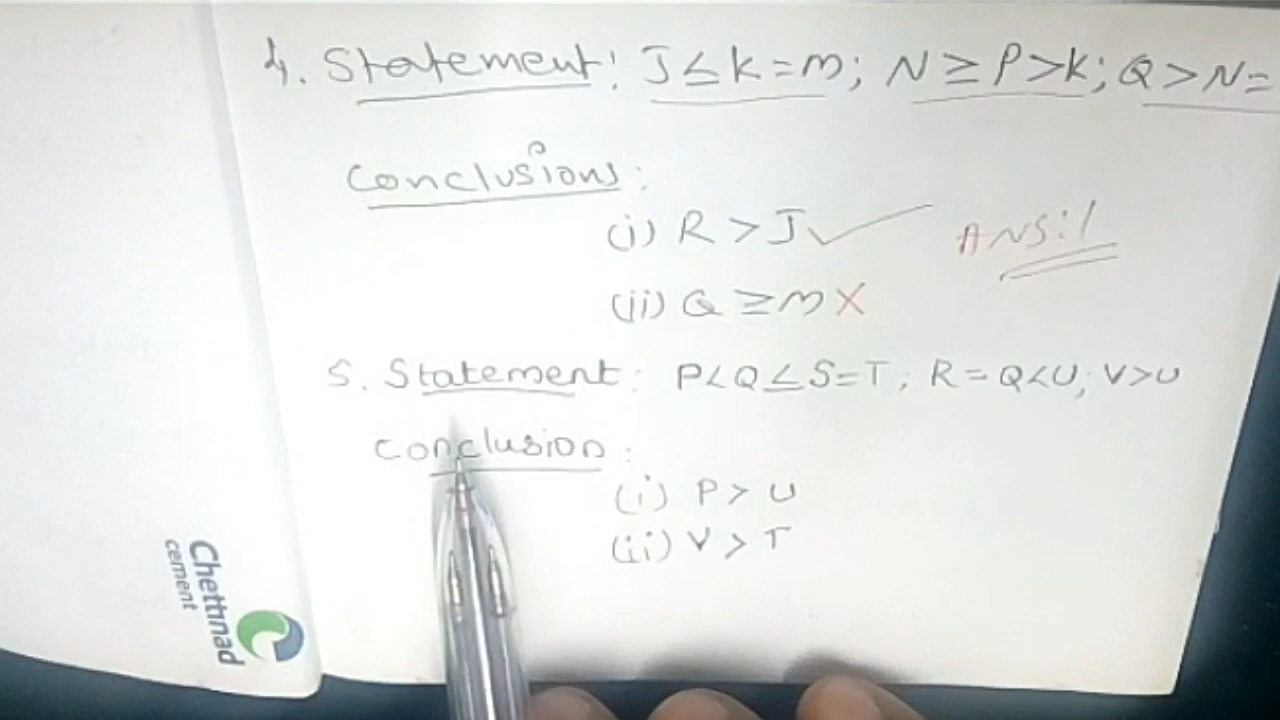 4. Statement: J≤K=M; N≥P>K; Q>N=
Conclusions:
(i) R>J✓ ANS:1
(ii) Q≥M X
5. Statement: P<Q≤S=T; R=Q<U; V>U
Conclusion:
(i) P>U
(ii) V>T
Chettinad
cement